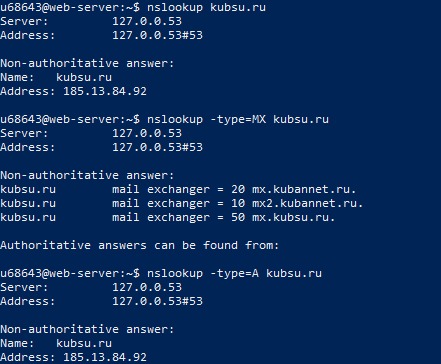 u68643@web-server:~$ nslookup kubsu.ru
Server:         127.0.0.53
Address:        127.0.0.53#53
Non-authoritative answer:
Name:   kubsu.ru
Address: 185.13.84.92
u68643@web-server:~$ nslookup -type=MX kubsu.ru
Server:         127.0.0.53
Address:        127.0.0.53#53
Non-authoritative answer:
kubsu.ru        mail exchanger = 20 mx.kubannet.ru.
kubsu.ru        mail exchanger = 10 mx2.kubannet.ru.
kubsu.ru        mail exchanger = 50 mx.kubsu.ru.
Authoritative answers can be found from:
u68643@web-server:~$ nslookup -type=A kubsu.ru
Server:         127.0.0.53
Address:        127.0.0.53#53
Non-authoritative answer:
Name:   kubsu.ru
Address: 185.13.84.92